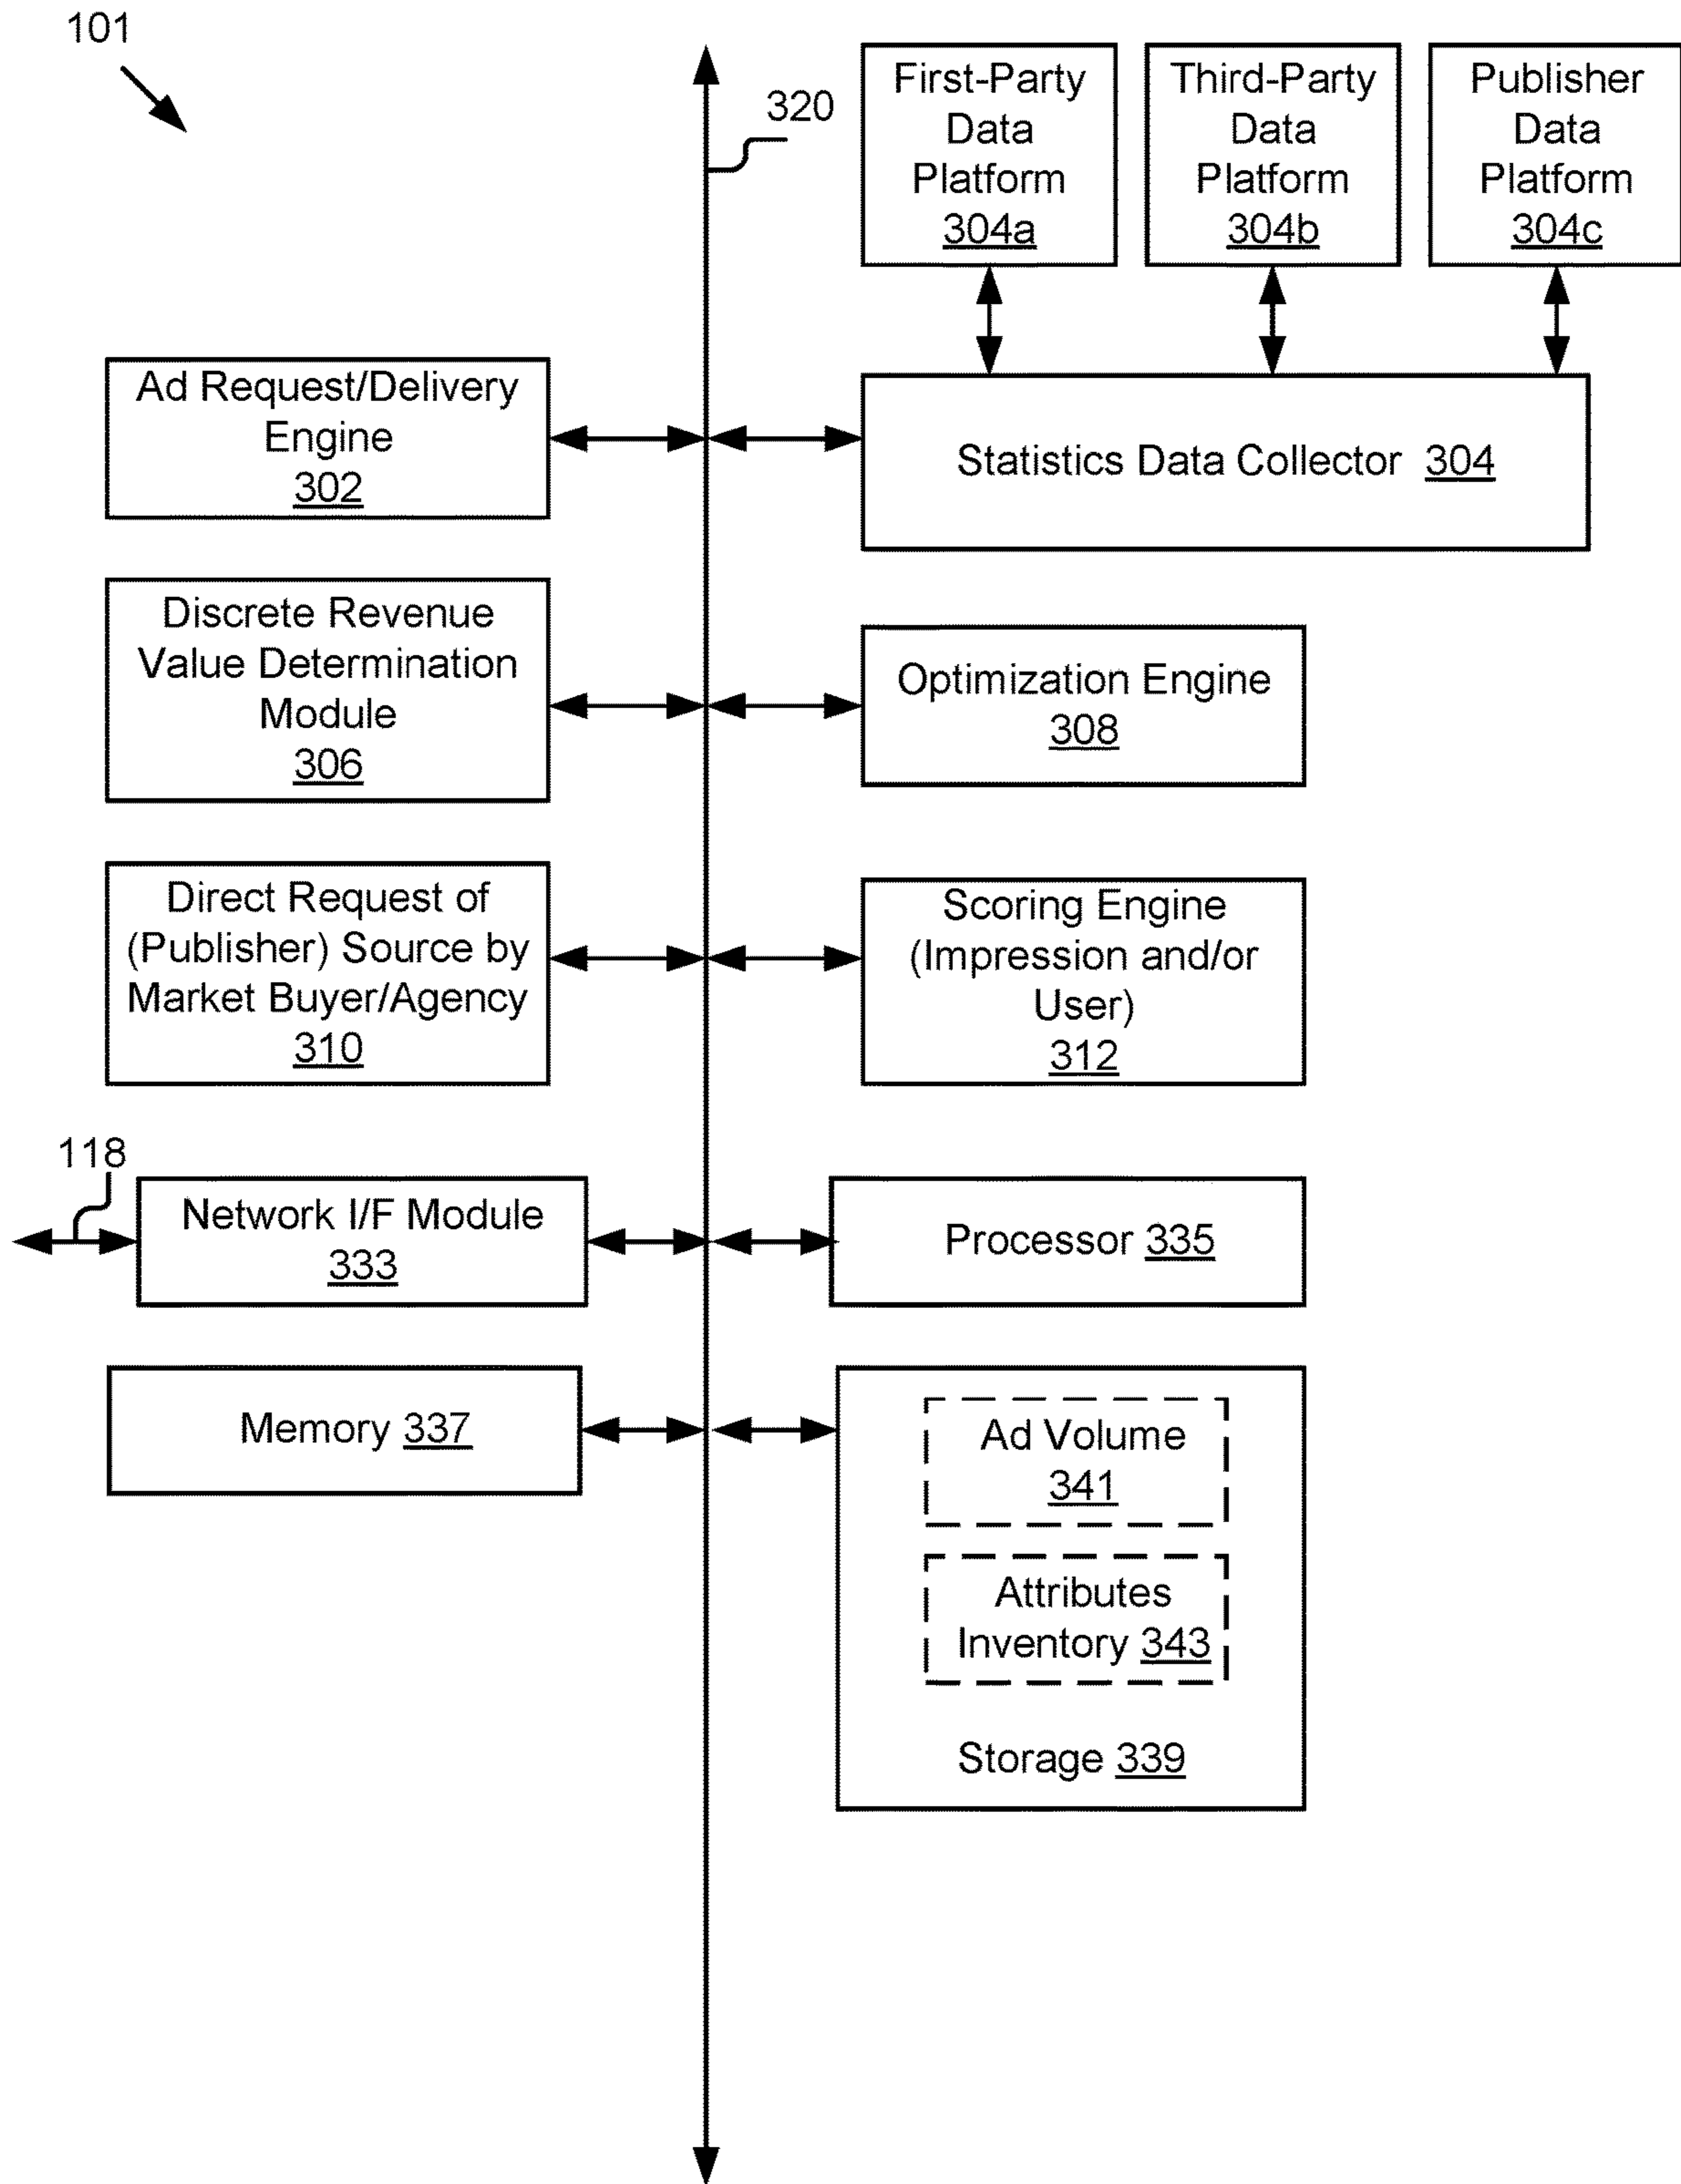 101
320
First-Party
Data
Platform
304a
Third-Party
Data
Platform
304b
Publisher
Data
Platform
304c
Ad Request/Delivery
Engine
302
Statistics Data Collector 304
Discrete Revenue
Value Determination
Module
306
Optimization Engine
308
Direct Request of
(Publisher) Source by
Market Buyer/Agency
310
Scoring Engine
(Impression and/or
User)
312
118
Network I/F Module
333
Processor 335
Memory 337
Ad Volume
341
Attributes
Inventory 343
Storage 339